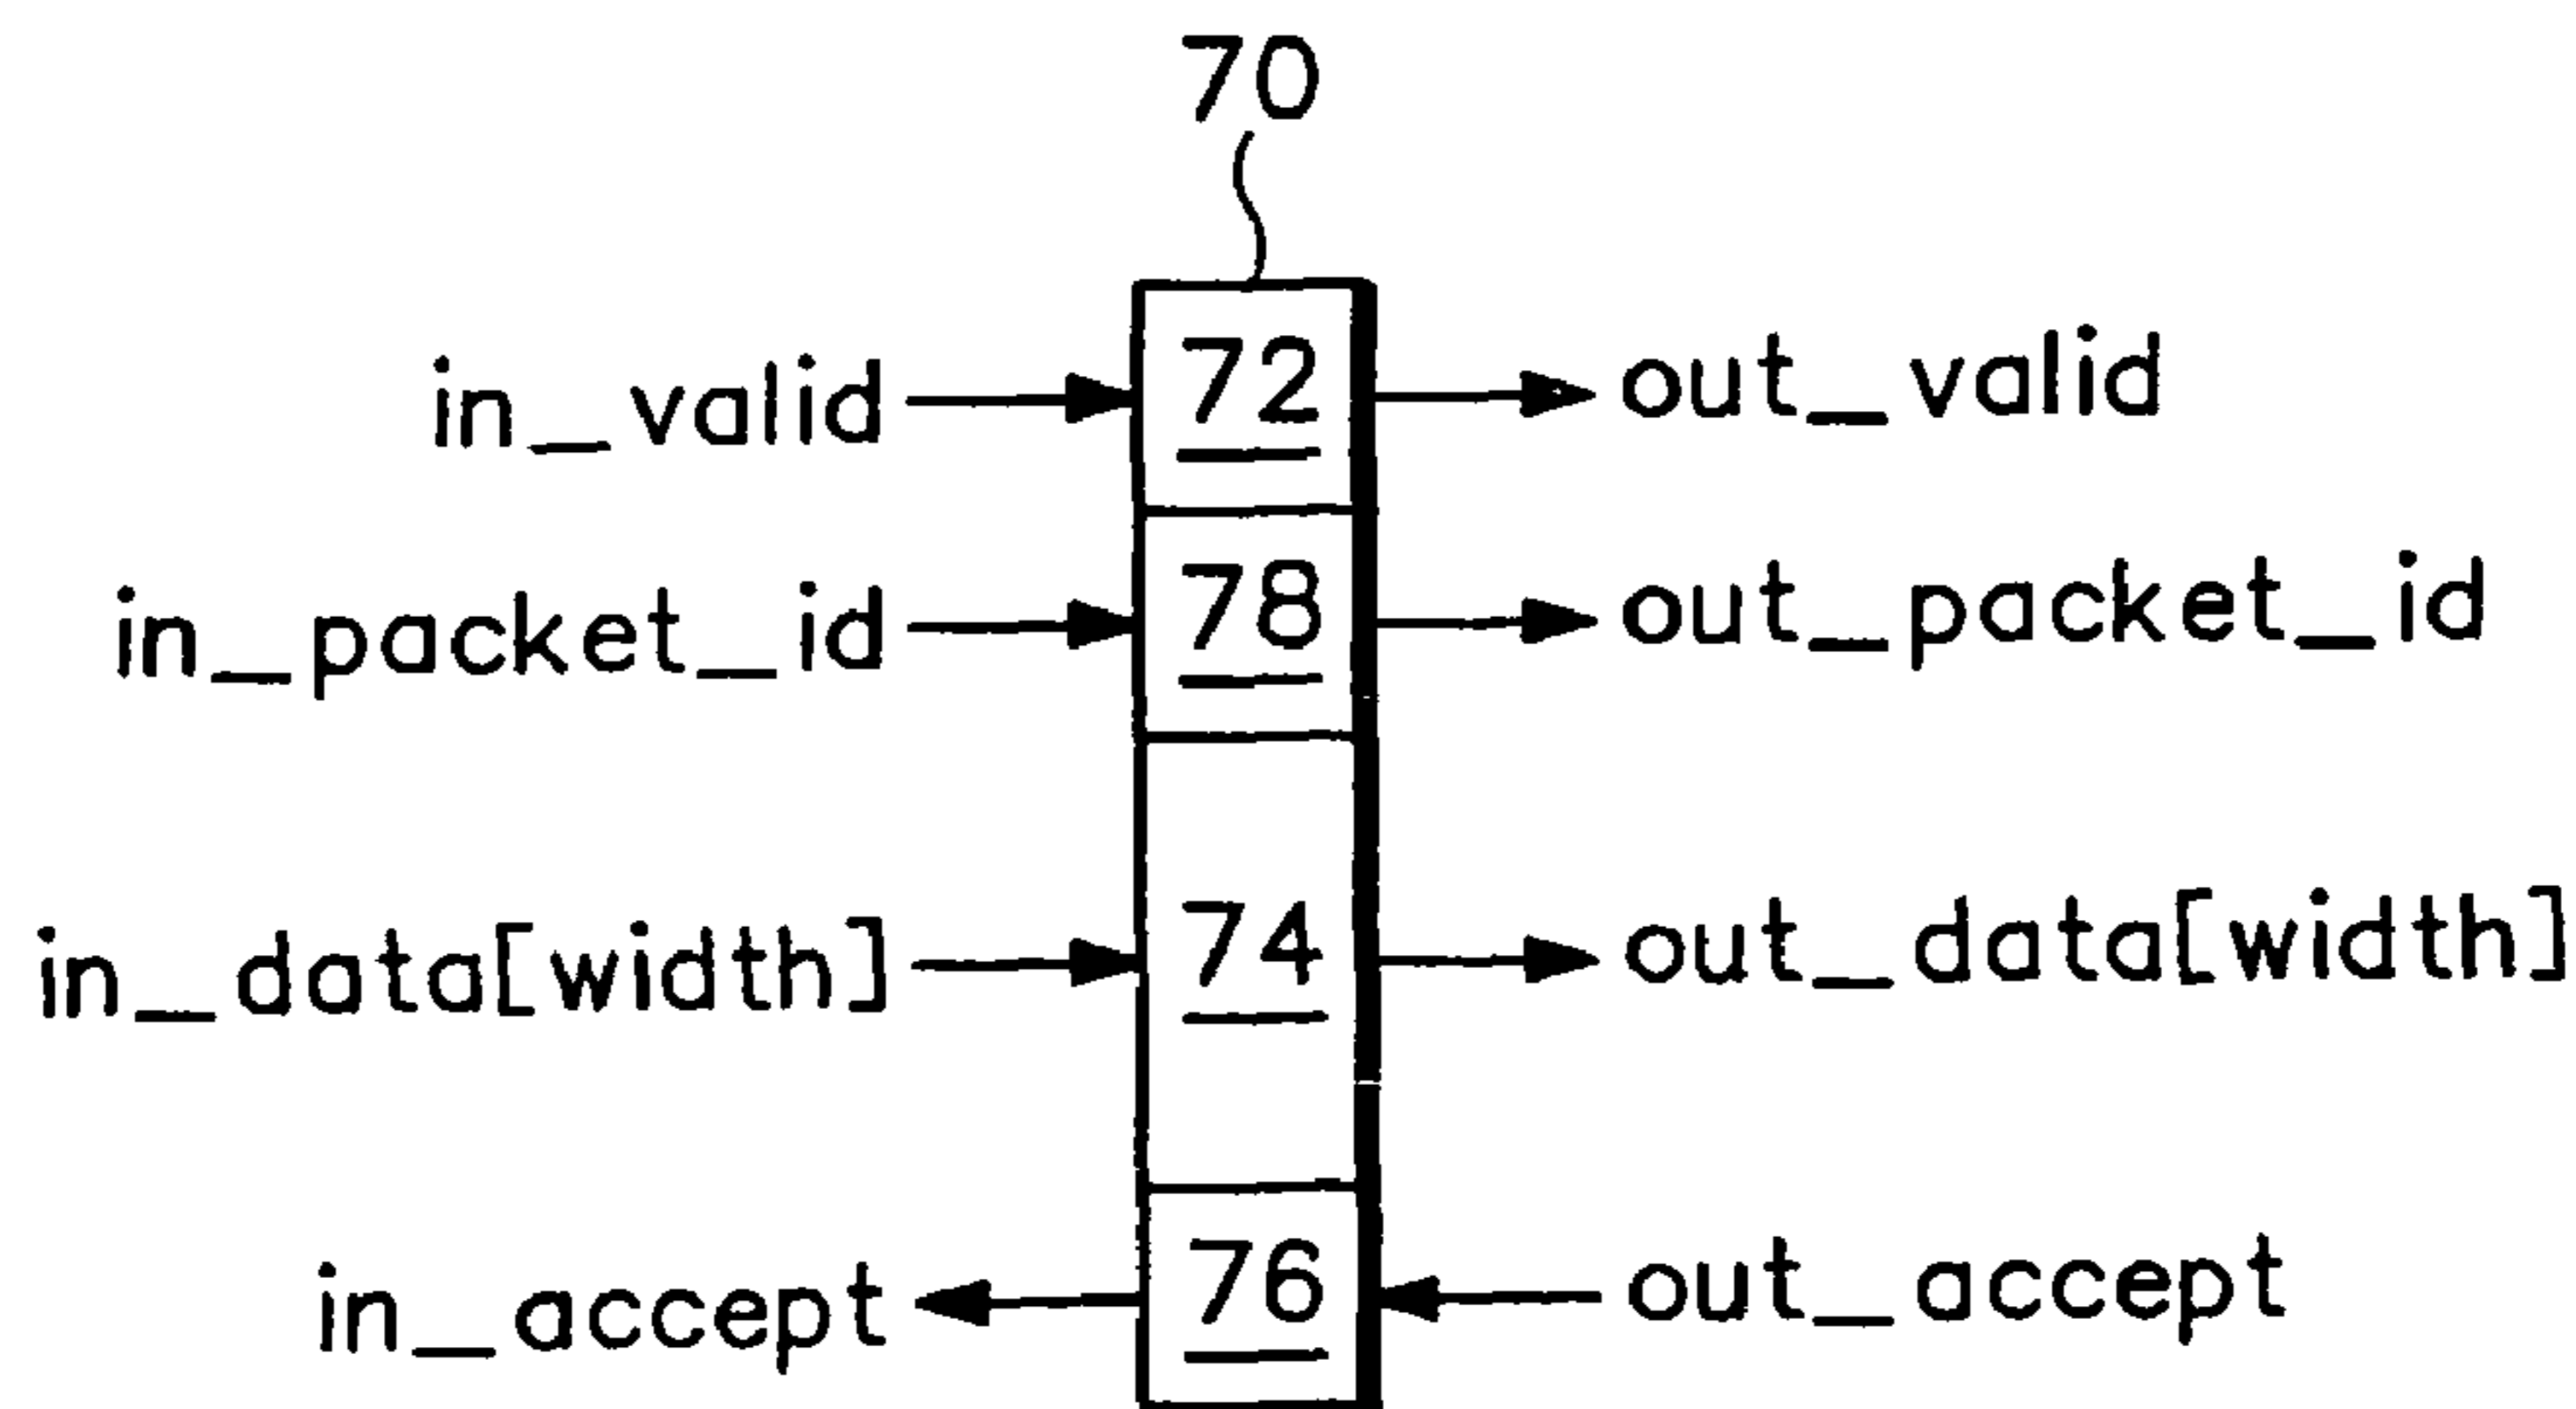 70
in_valid 72 out_valid
in_packet_id 78 out_packet_id
in_data[width] 74 out_data[width]
in_accept 76 out_accept